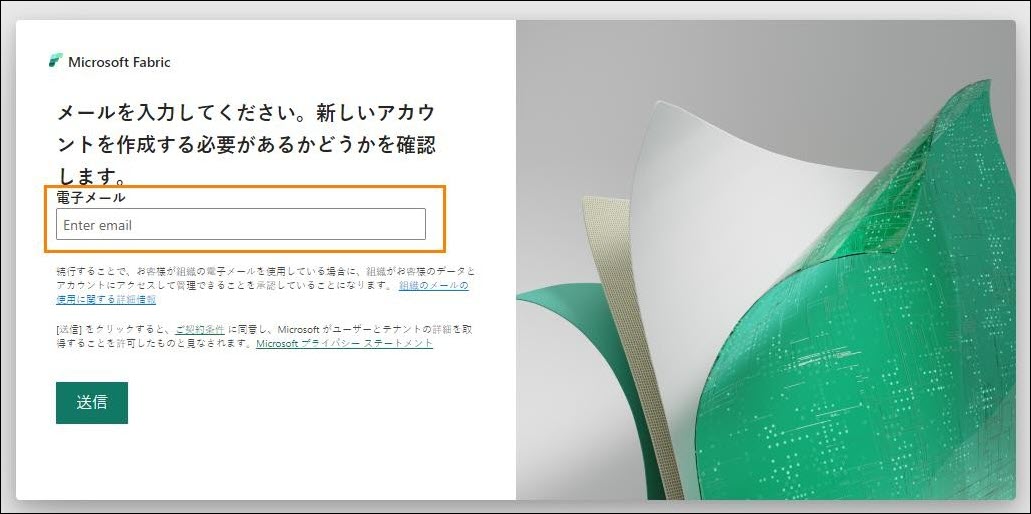 Microsoft Fabric
メールを入力してください。新しいアカウ
ントを作成する必要があるかどうかを確認
します。
電子メール
Enter email
続行することで、お客様が組織の電子メールを使用している場合に、組織がお客様のデータと
アカウントにアクセスして管理できることを承認していることになります。 組織のメールの
使用に関する詳細情報
[送信] をクリックすると、ご契約条件 に同意し、Microsoft がユーザーとテナントの詳細を取
得することを許可したものと見なされます。Microsoft プライバシー ステートメント
送信